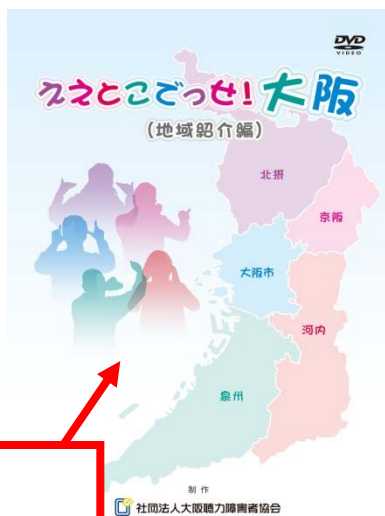 DVD
VIDEO
ええとこでっせ!大阪
(地域紹介編)
北摂
京阪
大阪市
河内
泉州
制作
社団法人大阪聴力障害者協会